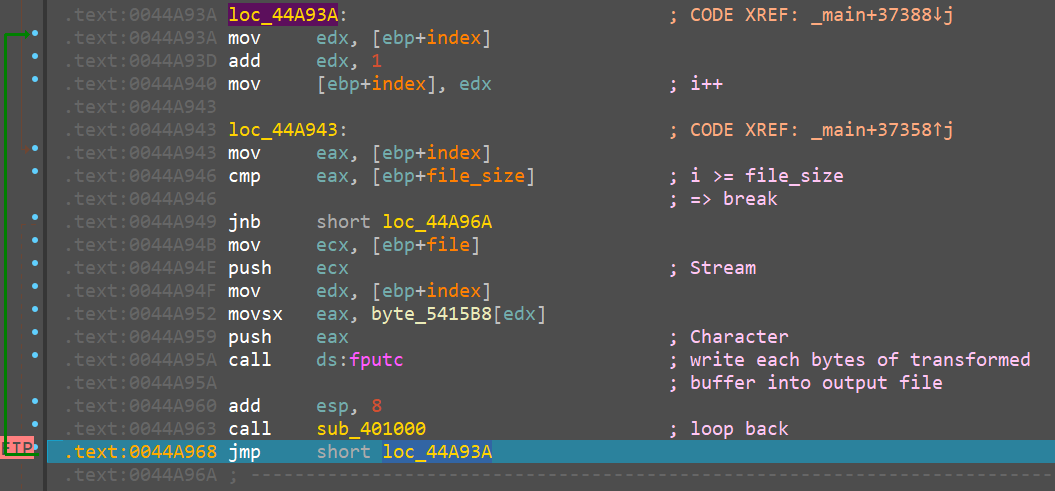 .text:0044A93A loc_44A93A: ; CODE XREF: _main+37388↓j
.text:0044A93A mov edx, [ebp+index]
.text:0044A93D add edx, 1
.text:0044A940 mov [ebp+index], edx ; i++
.text:0044A943
.text:0044A943 loc_44A943: ; CODE XREF: _main+37358↑j
.text:0044A943 mov eax, [ebp+index]
.text:0044A946 cmp eax, [ebp+file_size] ; i >= file_size
.text:0044A946 ; => break
.text:0044A949 jnb short loc_44A96A
.text:0044A94B mov ecx, [ebp+file]
.text:0044A94E push ecx ; Stream
.text:0044A94F mov edx, [ebp+index]
.text:0044A952 movsx eax, byte_5415B8[edx]
.text:0044A959 push eax ; Character
.text:0044A95A call ds:fputc ; write each bytes of transformed
.text:0044A95A ; buffer into output file
.text:0044A960 add esp, 8
.text:0044A963 call sub_401000 ; loop back
EIP .text:0044A968 jmp short loc_44A93A
.text:0044A96A ; ---------------------------------------------------------------------------